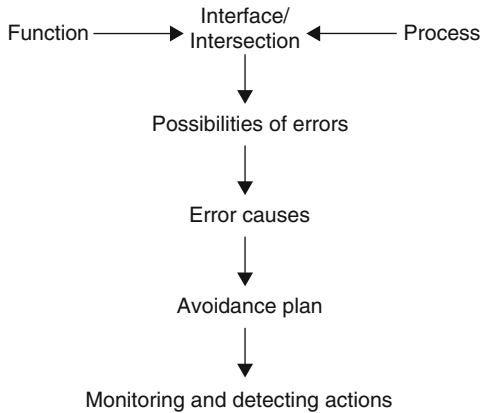 Function
Interface/
Intersection
Process
Possibilities of errors
Error causes
Avoidance plan
Monitoring and detecting actions